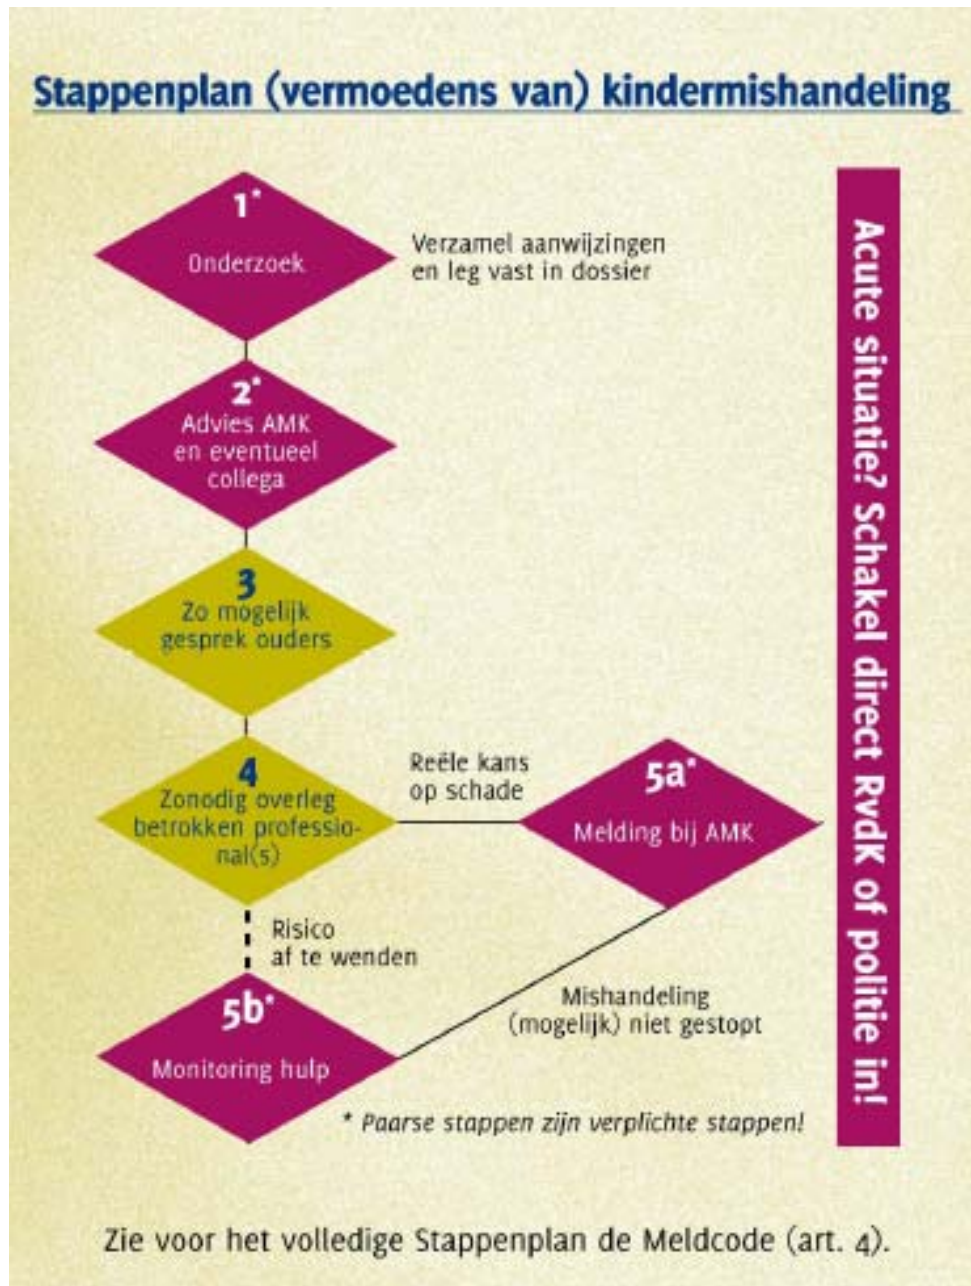 Stappenplan (vermoedens van) kindermishandeling
1*
Onderzoek
Verzamel aanwijzingen
en leg vast in dossier
2*
Advies AMK
en eventueel
collega
3
Zo mogelijk
gesprek ouders
4
Zonodig overleg
betrokken professio-
nal(s)
Reële kans
op schade
5a*
Melding bij AMK
Risico
af te wenden
5b*
Monitoring hulp
Mishandeling
(mogelijk) niet gestopt
* Paarse stappen zijn verplichte stappen!
Acute situatie? Schakel direct RvdK of politie in!
Zie voor het volledige Stappenplan de Meldcode (art. 4).